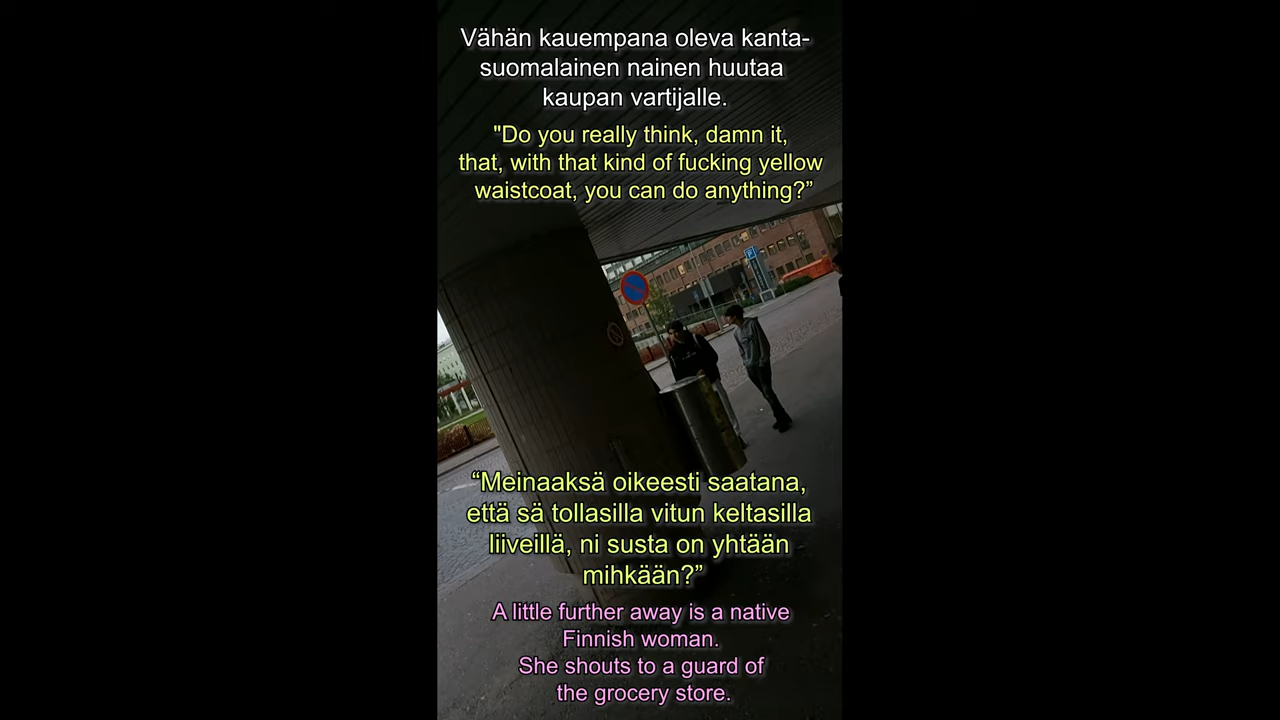 Vähän kauempana oleva kanta-
suomalainen nainen huutaa
kaupan vartijalle.
"Do you really think, damn it,
that, with that kind of fucking yellow
waistcoat, you can do anything?”
“Meinaaksä oikeesti saatana,
että sä tollasilla vitun keltasilla
liiveillä, ni susta on yhtään
mihkään?”
A little further away is a native
Finnish woman.
She shouts to a guard of
the grocery store.